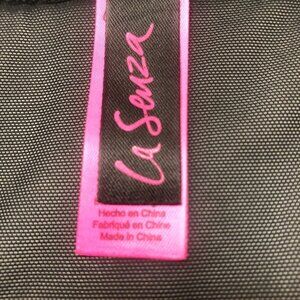 La Senza
Hecho en China
Fabriqué en Chine
Made in China